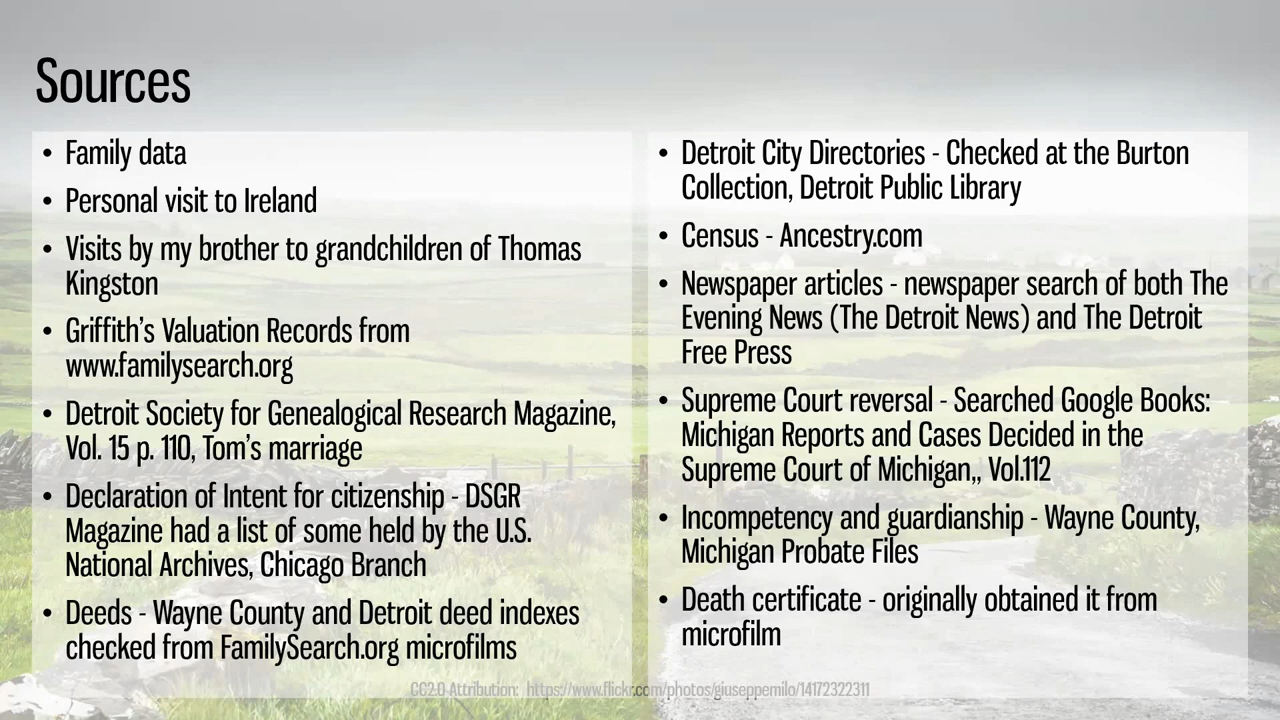 Sources
• Family data
• Personal visit to Ireland
• Visits by my brother to grandchildren of Thomas
Kingston
• Griffith’s Valuation Records from
www.familysearch.org
• Detroit Society for Genealogical Research Magazine,
Vol. 15 p. 110, Tom’s marriage
• Declaration of Intent for citizenship - DSGR
Magazine had a list of some held by the U.S.
National Archives, Chicago Branch
• Deeds - Wayne County and Detroit deed indexes
checked from FamilySearch.org microfilms
• Detroit City Directories - Checked at the Burton
Collection, Detroit Public Library
• Census - Ancestry.com
• Newspaper articles - newspaper search of both The
Evening News (The Detroit News) and The Detroit
Free Press
• Supreme Court reversal - Searched Google Books:
Michigan Reports and Cases Decided in the
Supreme Court of Michigan,, Vol.112
• Incompetency and guardianship - Wayne County,
Michigan Probate Files
• Death certificate - originally obtained it from
microfilm
CC2.0 Attribution: https://www.flickr.com/photos/giuseppemilo/14172322311